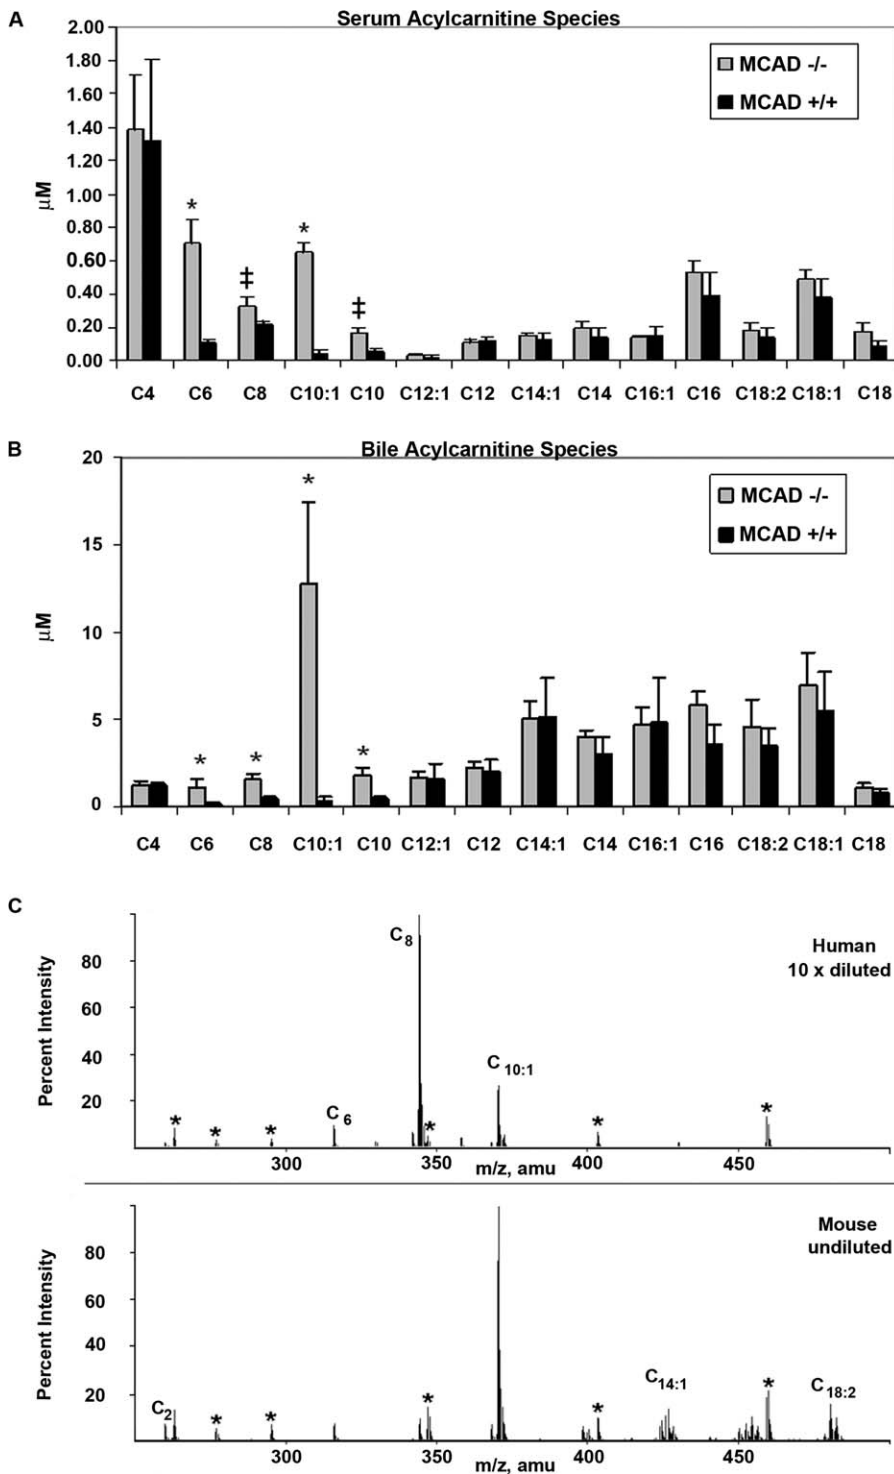 A
Serum Acylcarnitine Species
2.00
1.80
1.60
1.40
1.20
1.00
0.80
0.60
0.40
0.20
0.00
μM
MCAD -/-
MCAD +/+
* ‡ * ‡
C4 C6 C8 C10:1 C10 C12:1 C12 C14:1 C14 C16:1 C16 C18:2 C18:1 C18
B
Bile Acylcarnitine Species
20
15
10
5
0
μM
MCAD -/-
MCAD +/+
* * * *
C4 C6 C8 C10:1 C10 C12:1 C12 C14:1 C14 C16:1 C16 C18:2 C18:1 C18
C
Percent Intensity
80
60
40
20
C8
Human
10 x diluted
C 10:1
* * * C 6 * * *
300 350 400 450
m/z, amu
Percent Intensity
80
60
40
20
Mouse
undiluted
C2 * * * * C14:1 * C18:2
300 350 400 450
m/z, amu